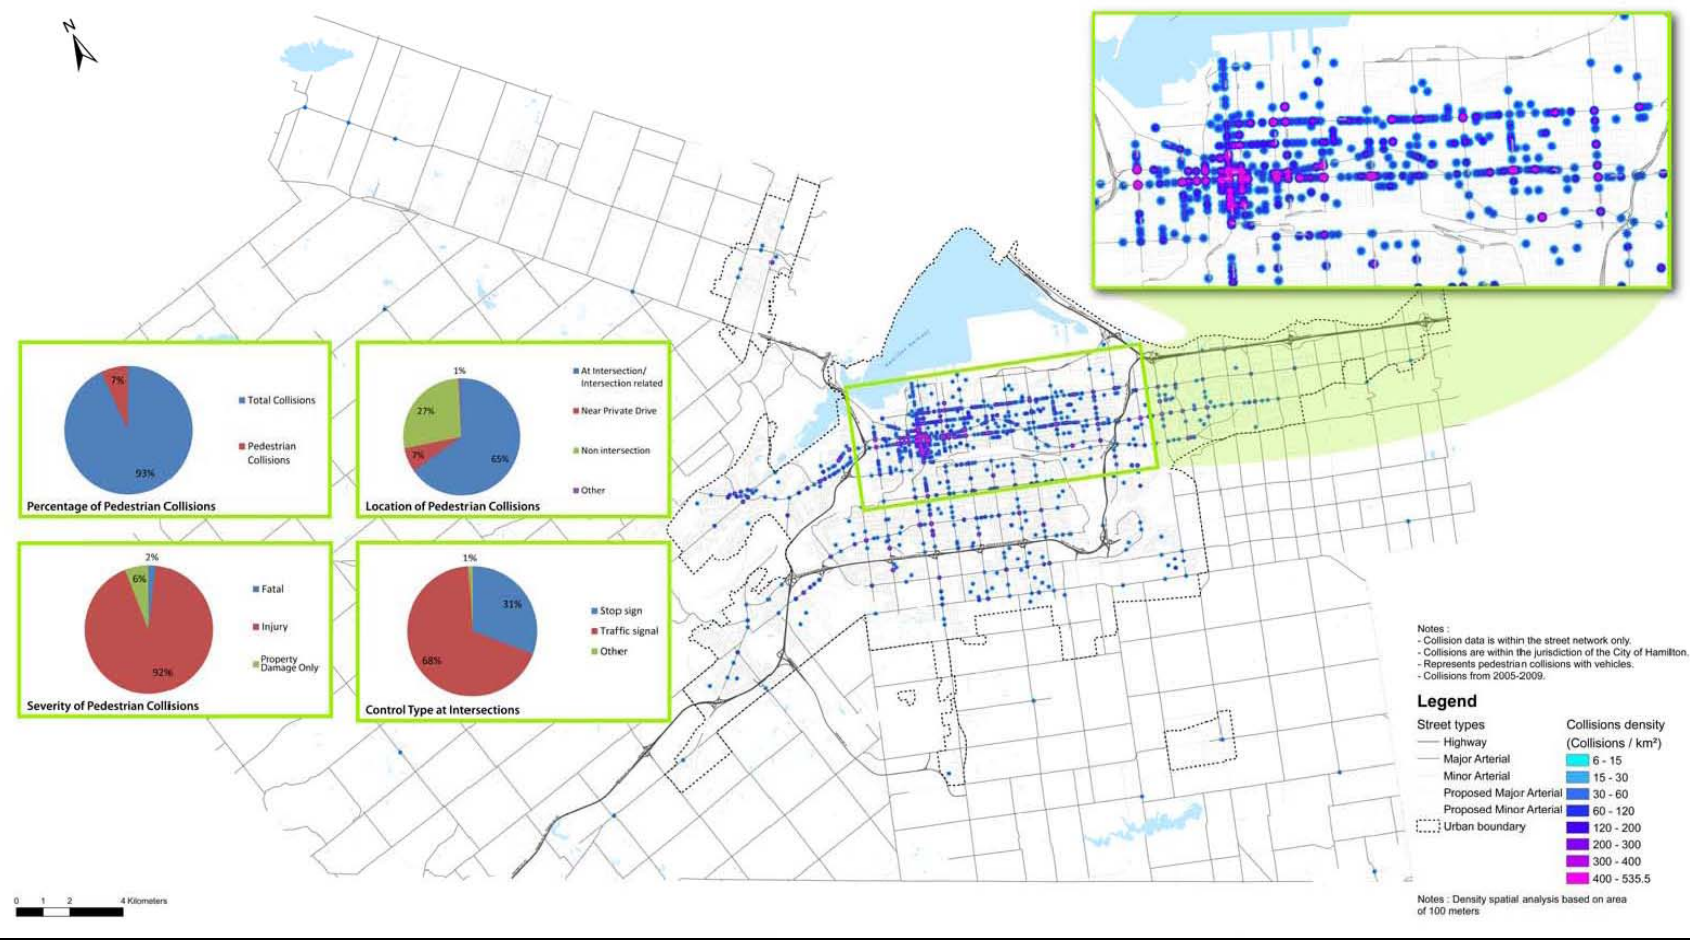 N
7%
93%
Total Collisions
Pedestrian
Collisions
Percentage of Pedestrian Collisions
1%
27%
7%
65%
At Intersection/
Intersection related
Near Private Drive
Non intersection
Other
Location of Pedestrian Collisions
2%
6%
92%
Fatal
Injury
Property
Damage Only
Severity of Pedestrian Collisions
1%
31%
68%
Stop sign
Traffic signal
Other
Control Type at Intersections
Notes :
- Collision data is within the street network only.
- Collisions are within the jurisdiction of the City of Hamilton.
- Represents pedestrian collisions with vehicles.
- Collisions from 2005-2009.
Legend
Street types
Highway
Major Arterial
Minor Arterial
Proposed Major Arterial
Proposed Minor Arterial
Urban boundary
Collisions density
(Collisions / km²)
6 - 15
15 - 30
30 - 60
60 - 120
120 - 200
200 - 300
300 - 400
400 - 535.5
Notes : Density spatial analysis based on area
of 100 meters
0 1 2 4 Kilometers